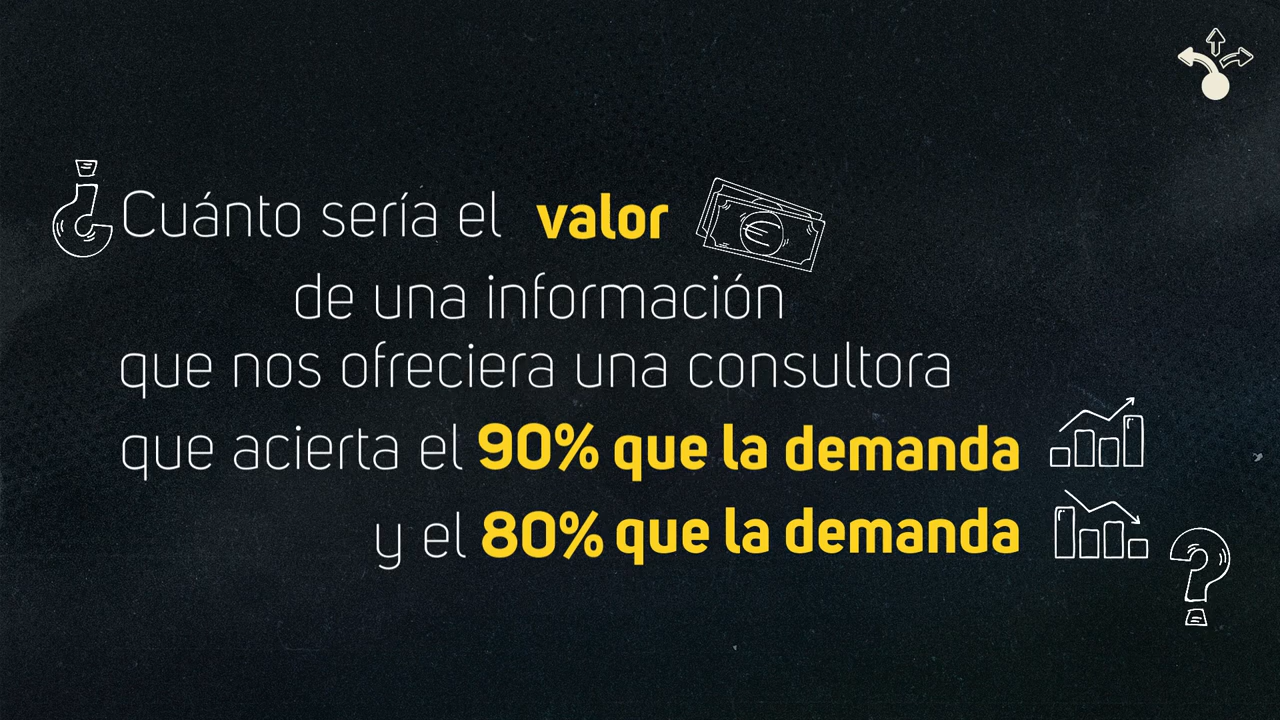 ¿Cuánto sería el valor
de una información
que nos ofreciera una consultora
que acierta el 90% que la demanda
y el 80% que la demanda ?